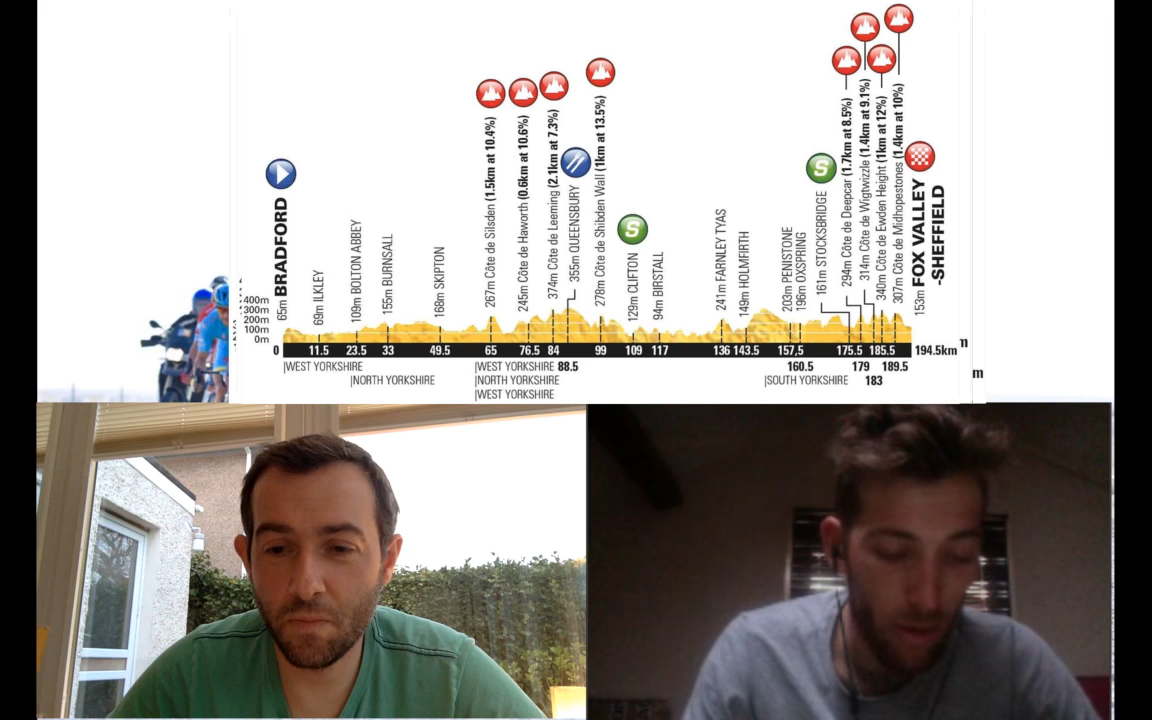 BRADFORD
65m
69m ILKLEY
109m BOLTON ABBEY
155m BURNSALL
168m SKIPTON
267m Côte de Silsden (1.5km at 10.4%)
245m Côte de Haworth (0.6km at 10.6%)
374m Côte de Leeming (2.1km at 7.3%)
355m QUEENSBURY
278m Côte de Shibden Wall (1km at 13.5%)
S
129m CLIFTON
94m BIRSTALL
241m FARNLEY TYAS
149m HOLMFIRTH
203m PENISTONE
196m OXSPRING
S
161m STOCKSBRIDGE
294m Côte de Deepcar (1.7km at 8.5%)
314m Côte de Wigtwizzle (1.4km at 9.1%)
340m Côte de Ewden Height (1km at 12%)
307m Côte de Midhopestones (1.4km at 10%)
FOX VALLEY
-SHEFFIELD
153m
400m
300m
200m
100m
0m
0 11.5 23.5 33 49.5 65 76.5 84 99 109 117 136 143.5 157,5 175.5 185.5 194.5km
m
WEST YORKSHIRE WEST YORKSHIRE 88.5 160.5 179 189.5
m
NORTH YORKSHIRE NORTH YORKSHIRE SOUTH YORKSHIRE 183
WEST YORKSHIRE